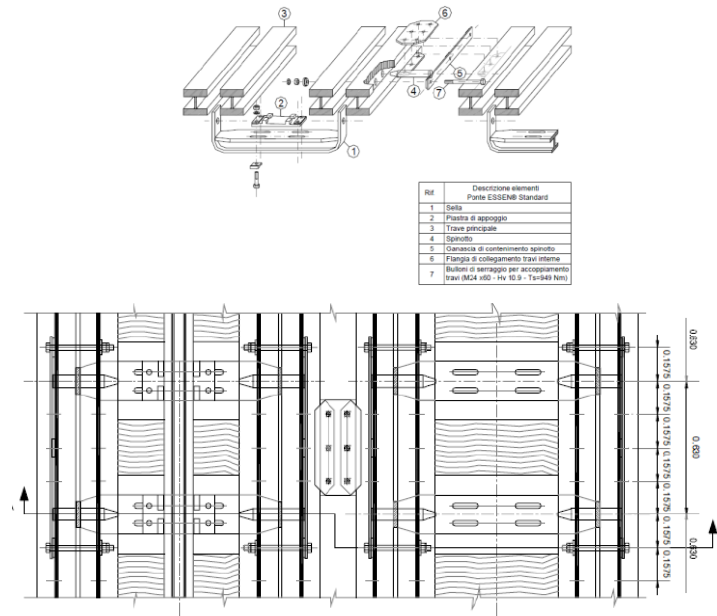 3
6
2
4
5
7
1
Rif.
Descrizione elementi
Ponte ESSEN® Standard
1 Sella
2 Piastra di appoggio
3 Trave principale
4 Spinotto
5 Ganascia di contenimento spinotto
6 Flangia di collegamento travi interne
7 Bulloni di serraggio per accoppiamento
travi (M24 x60 - Hv 10.9 - Ts=949 Nm)
0.630
0.1575
0.1575
0.1575
0.630
0.1575
0.1575
0.1575
0.630
0.1575